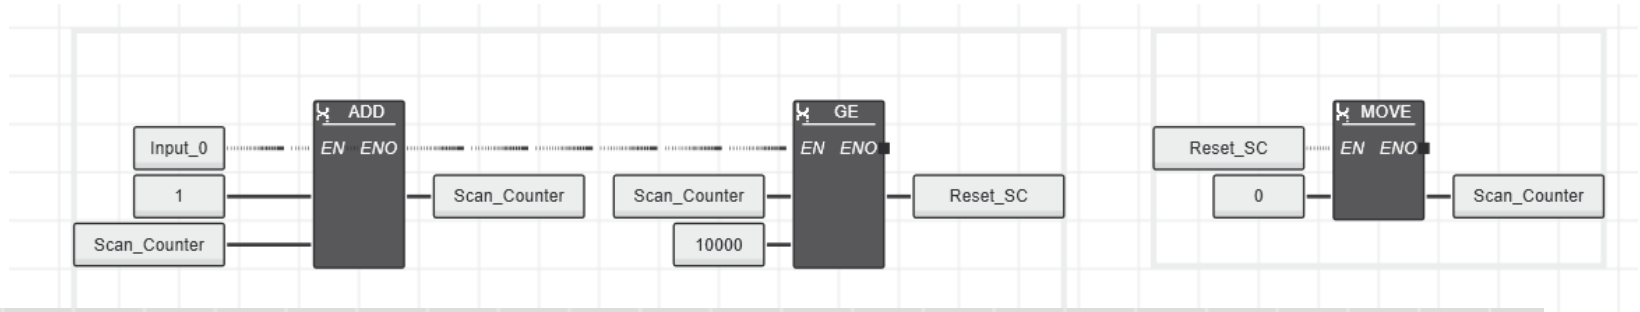 ADD
Input_0 EN ENO
1 Scan_Counter
Scan_Counter
GE
EN ENO
Scan_Counter Reset_SC
10000
MOVE
Reset_SC EN ENO
0 Scan_Counter